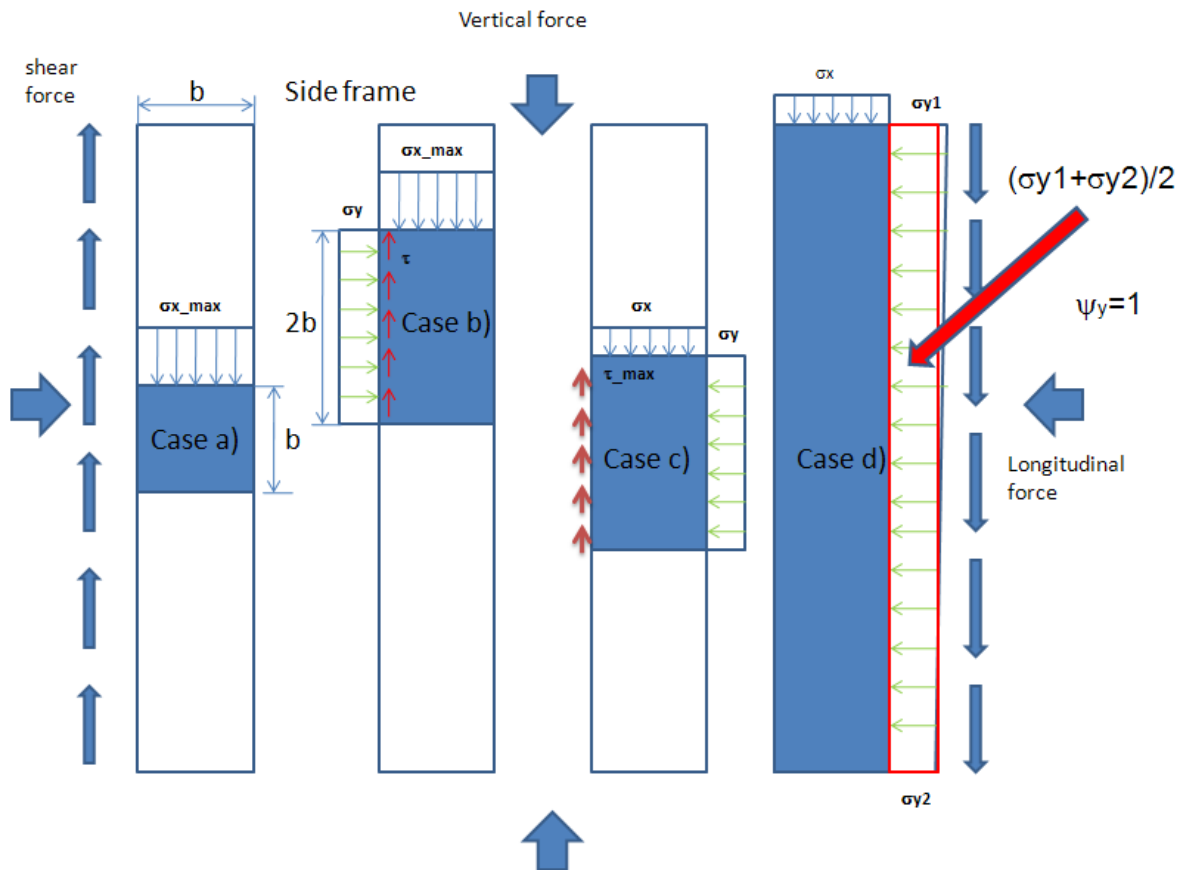 Vertical force
shear
force
b
Side frame
σx
σy1
σx_max
(σy1+σy2)/2
σy
τ
σx_max
2b
Case b)
σx
ψy=1
σy
τ_max
Case a)
b
Case c)
Case d)
Longitudinal
force
σy2